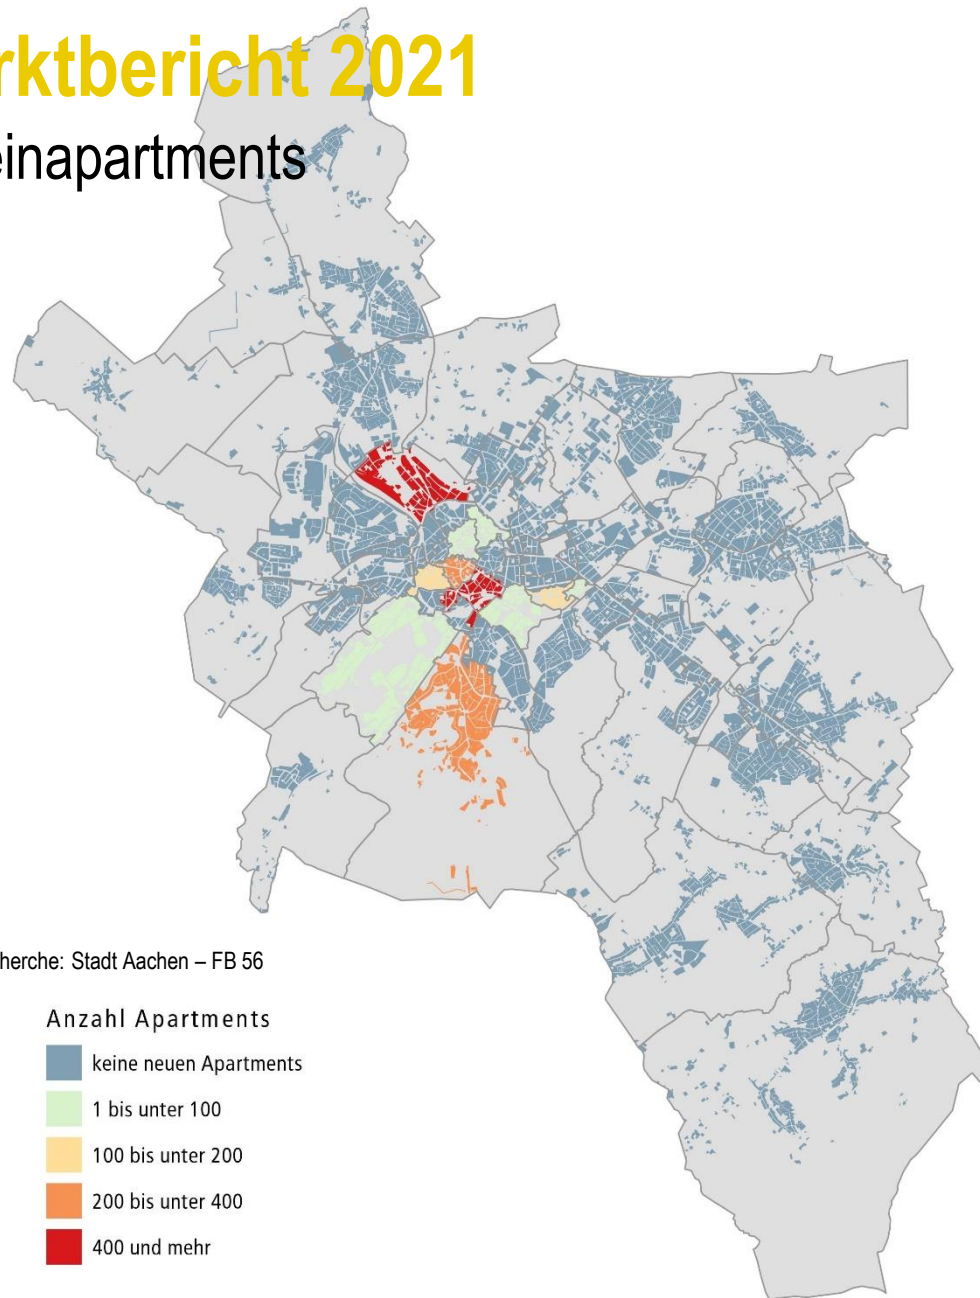 rktbericht 2021
einapartments
herche: Stadt Aachen – FB 56
Anzahl Apartments
keine neuen Apartments
1 bis unter 100
100 bis unter 200
200 bis unter 400
400 und mehr